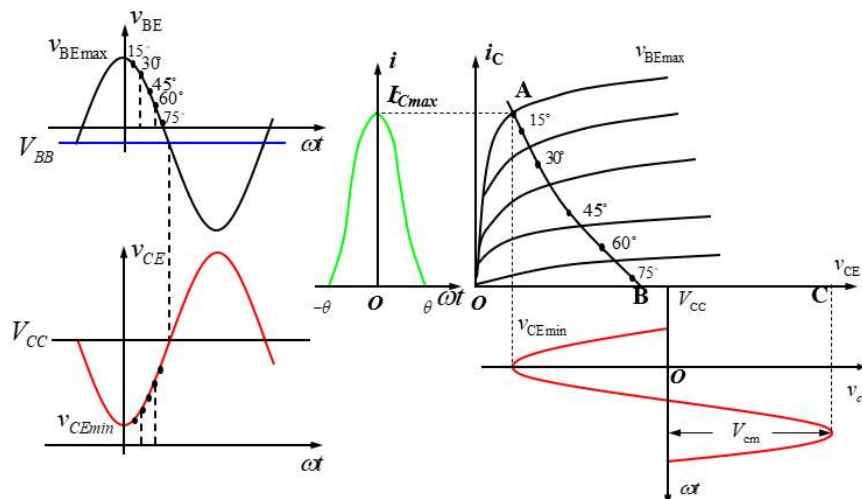 v_BE
v_BEmax
15°
30°
45°
60°
75°
V_BB
ωt
v_CE
V_CC
v_CEmin
ωt
i
I_Cmax
−θ
o
θ
ωt
i_C
v_BEmax
A
15°
30°
45°
60°
75°
O
B
V_CC
C
v_CE
v_CEmin
O
v_c
V_cm
ωt